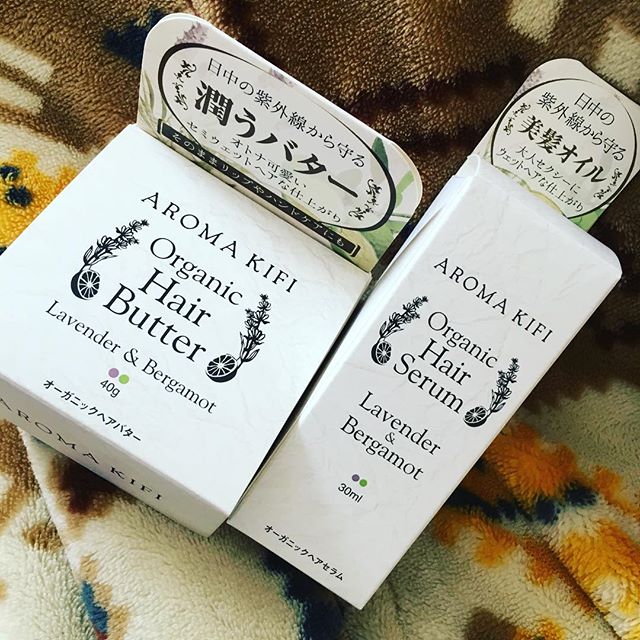 日中の紫外線から守る
潤うバター
オトナ可愛い
セミウェットヘアな仕上がり
そのままリップやハンドケアにも
AROMA KIFI
Organic
Hair
Butter
Lavender & Bergamot
40g
オーガニックヘアバター
AROMA KIFI
日中の
紫外線から守る
美髪オイル
大人セクシーに
ウェットヘアな仕上がり
AROMA KIFI
Organic
Hair
Serum
Lavender
&
Bergamot
30ml
オーガニックヘアセラム